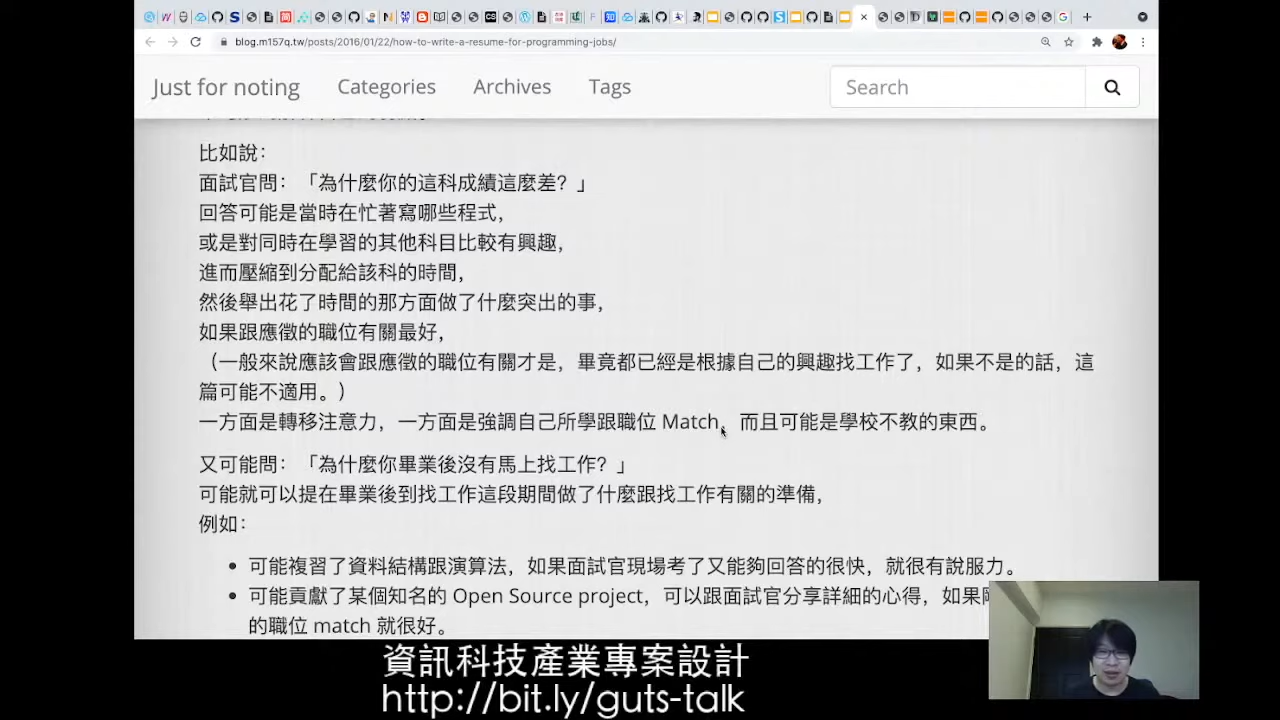 blog.m157q.tw/posts/2016/01/22/how-to-write-a-resume-for-programming-jobs/
Just for noting
Categories
Archives
Tags
Search
比如說:
面試官問: 「為什麼你的這科成績這麼差? 」
回答可能是當時在忙著寫哪些程式,
或是對同時在學習的其他科目比較有興趣,
進而壓縮到分配給該科的時間,
然後舉出花了時間的那方面做了什麼突出的事,
如果跟應徵的職位有關最好,
（一般來說應該會跟應徵的職位有關才是，畢竟都已經是根據自己的興趣找工作了，如果不是的話，這
篇可能不適用。）
一方面是轉移注意力，一方面是強調自己所學跟職位 Match，而且可能是學校不教的東西。
又可能問: 「為什麼你畢業後沒有馬上找工作? 」
可能就可以提在畢業後到找工作這段期間做了什麼跟找工作有關的準備,
例如:
• 可能複習了資料結構跟演算法，如果面試官現場考了又能夠回答的很快，就很有說服力。
• 可能貢獻了某個知名的 Open Source project，可以跟面試官分享詳細的心得，如果
的職位 match 就很好。
資訊科技產業專案設計
http://bit.ly/guts-talk